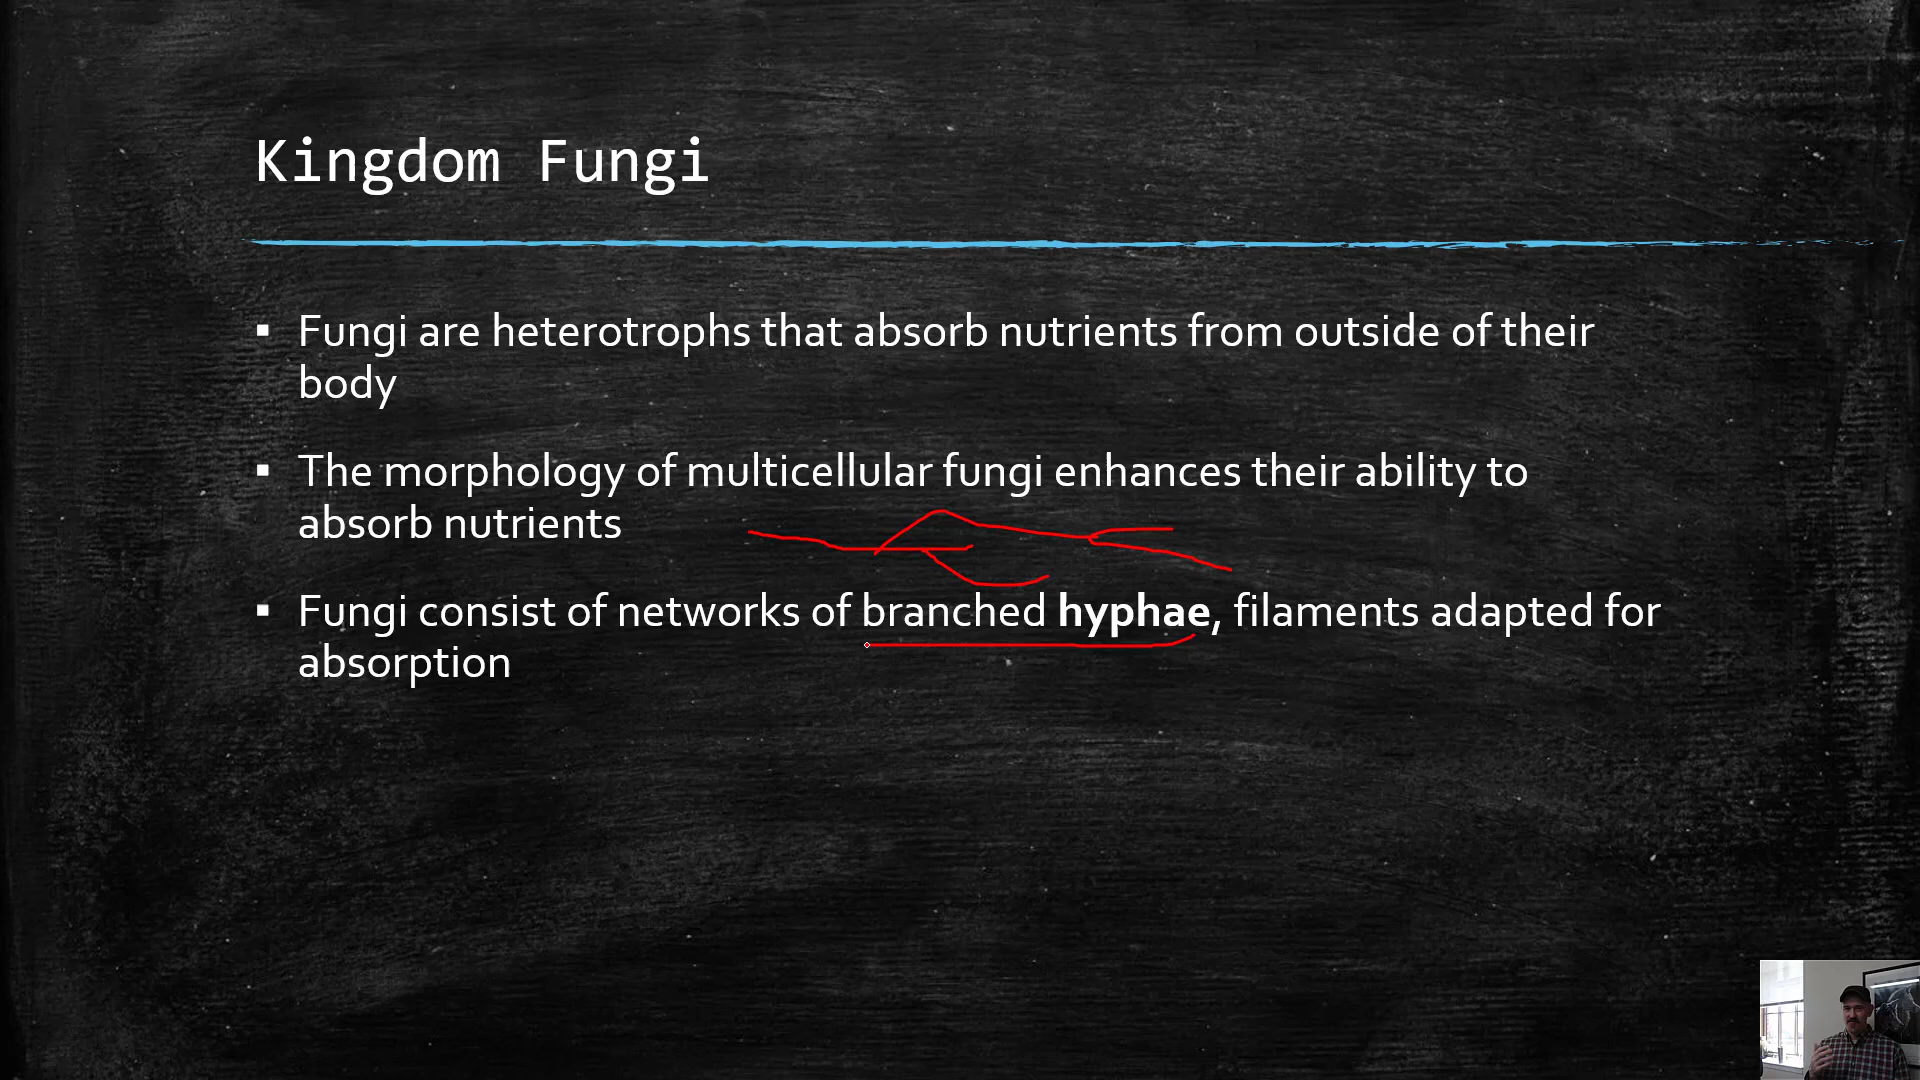 Kingdom Fungi
▪ Fungi are heterotrophs that absorb nutrients from outside of their
body
▪ The morphology of multicellular fungi enhances their ability to
absorb nutrients
▪ Fungi consist of networks of branched hyphae, filaments adapted for
absorption